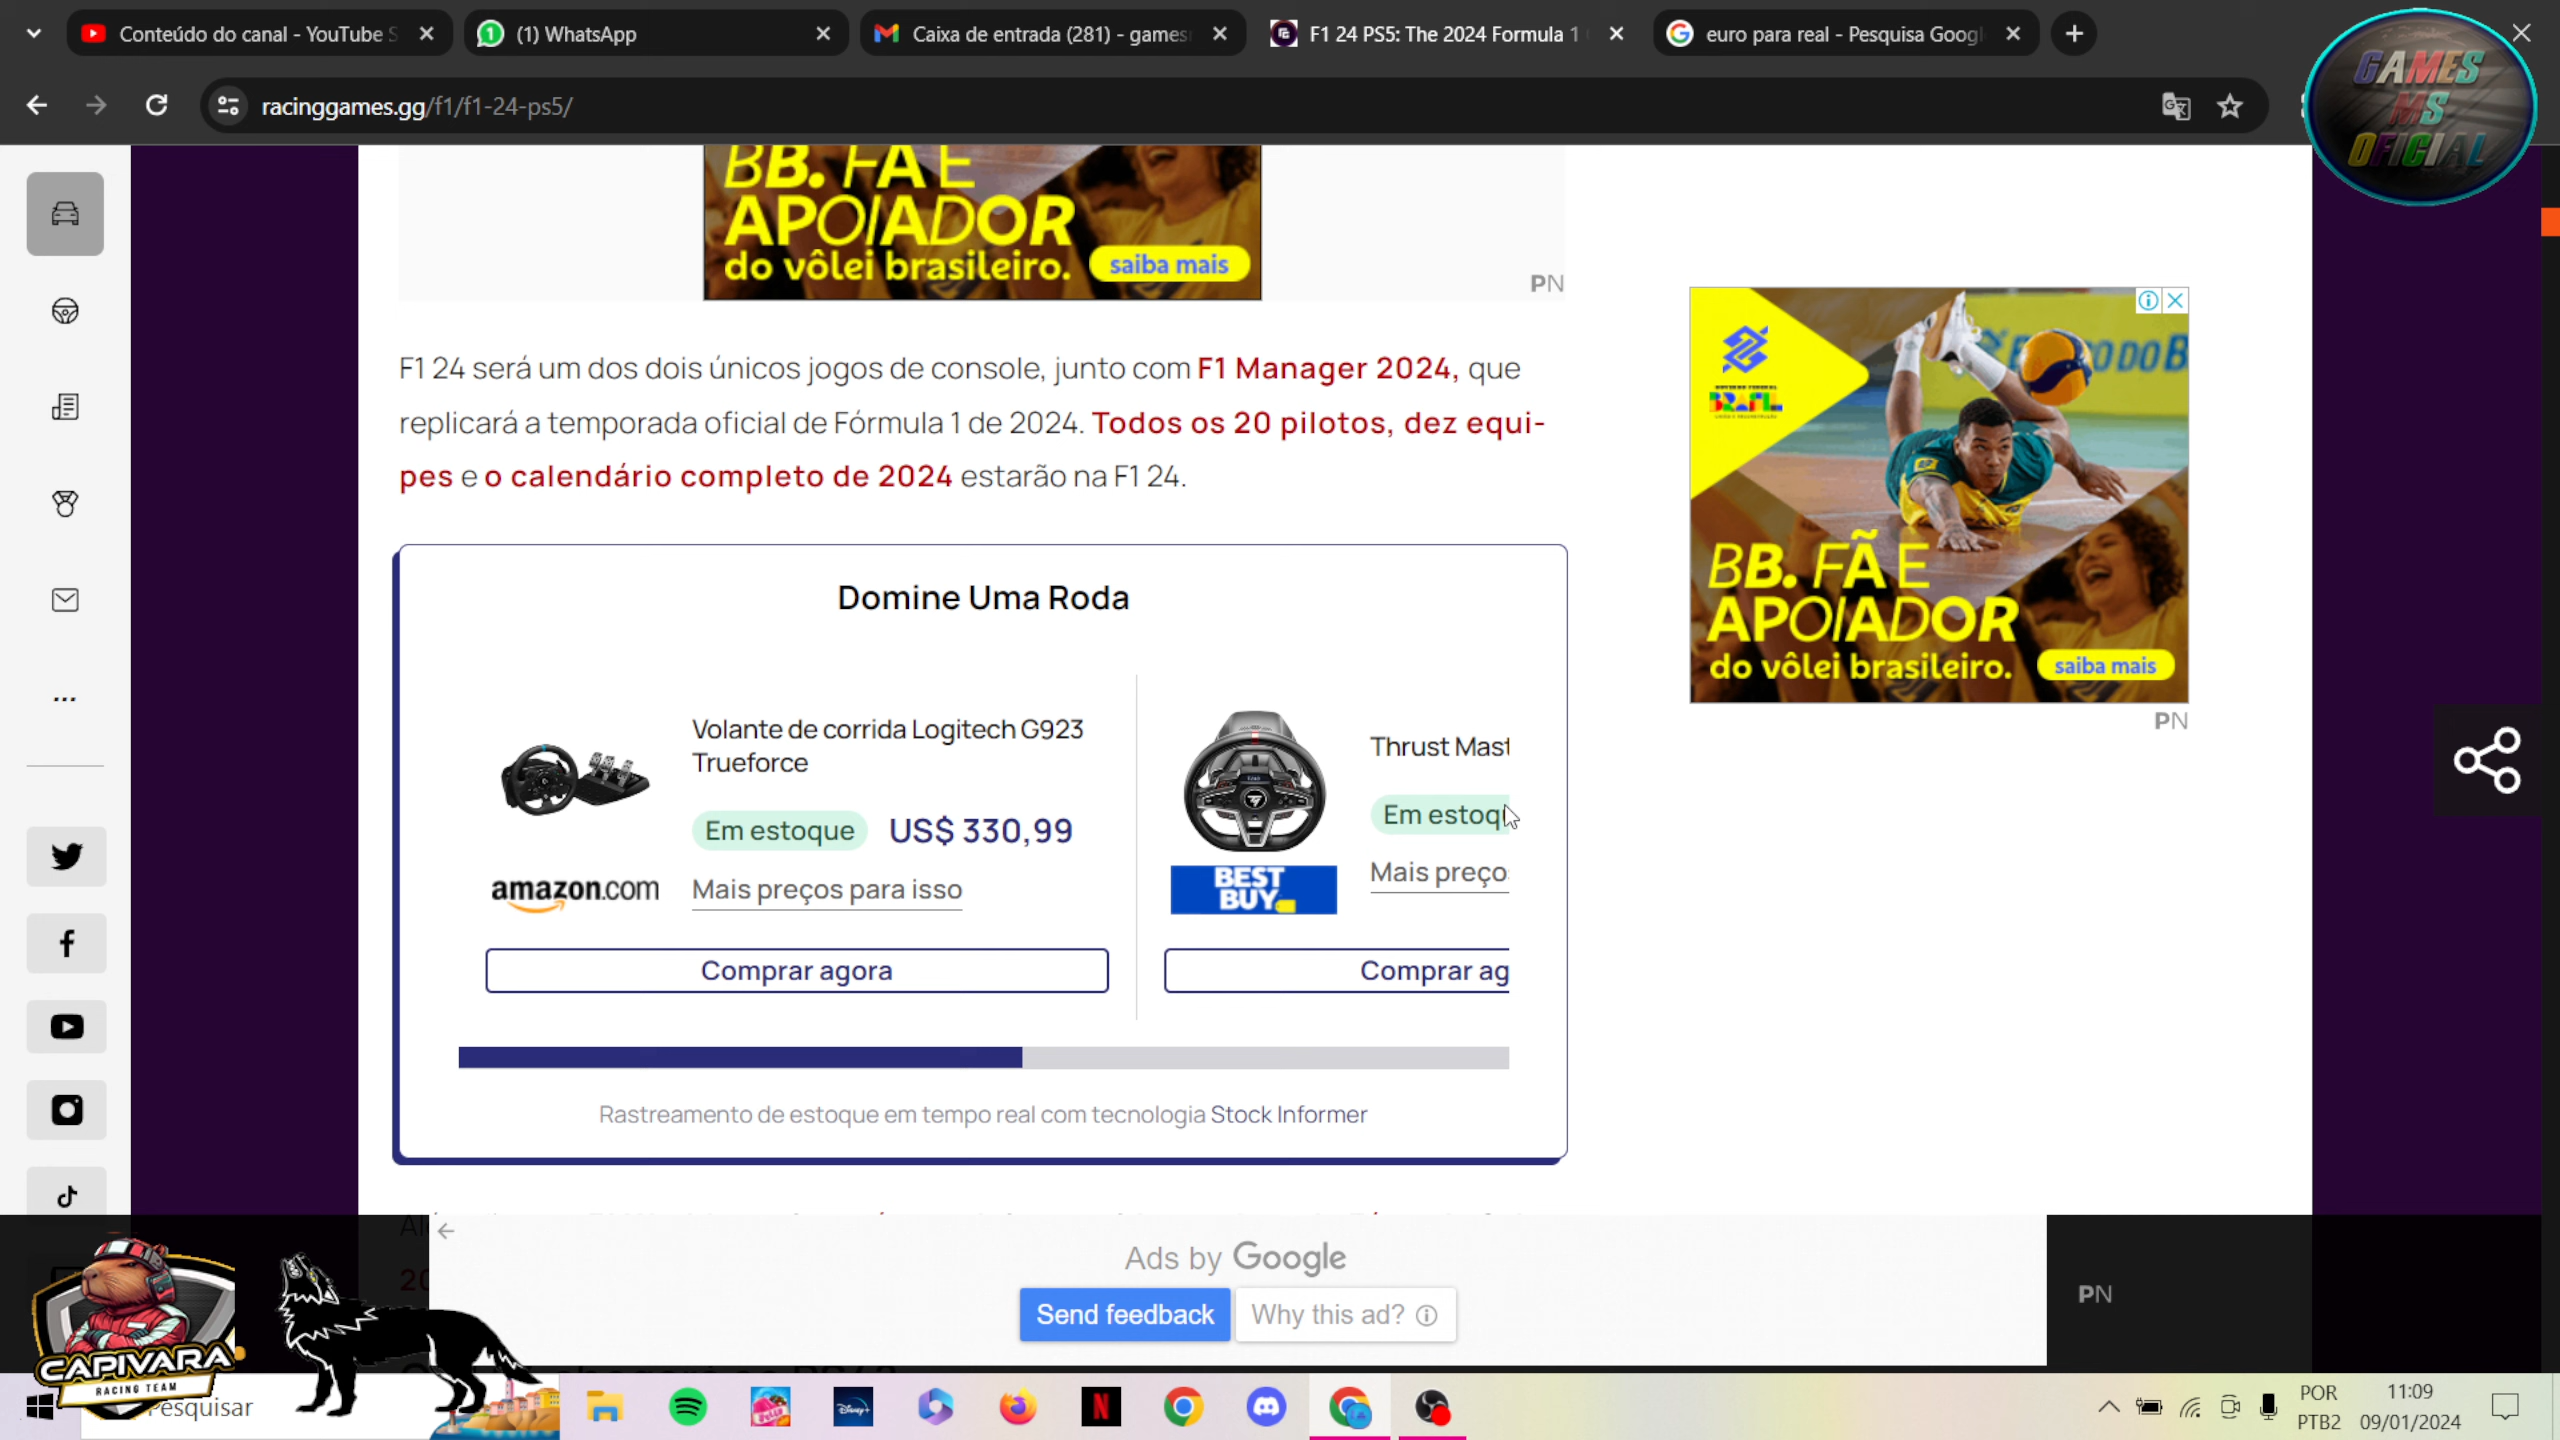 Conteúdo do canal - YouTube S
(1) WhatsApp
Caixa de entrada (281) - games
F1 24 PS5: The 2024 Formula 1
euro para real - Pesquisa Googl
racinggames.gg/f1/f1-24-ps5/
GAMES
MS
OFICIAL
BB. FÃ E
APOIADOR
do vôlei brasileiro.
saiba mais
PN
F1 24 será um dos dois únicos jogos de console, junto com F1 Manager 2024, que
replicará a temporada oficial de Fórmula 1 de 2024. Todos os 20 pilotos, dez equi-
pes e o calendário completo de 2024 estarão na F1 24.
BRASIL
BB. FÃ E
APOIADOR
do vôlei brasileiro.
saiba mais
PN
Domine Uma Roda
Volante de corrida Logitech G923
Trueforce
Em estoque US$ 330,99
amazon.com
Mais preços para isso
Comprar agora
Thrust Mast
Em estoqu
BEST
BUY
Mais preço
Comprar ag
Rastreamento de estoque em tempo real com tecnologia Stock Informer
Ads by Google
Send feedback
Why this ad?
PN
CAPIVARA
RACING TEAM
Pesquisar
Disney+
POR
PTB2
11:09
09/01/2024